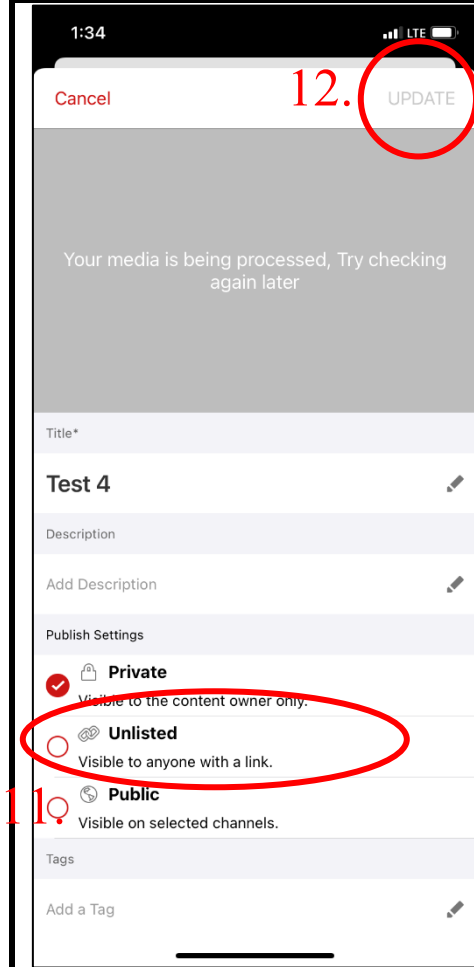 1:34 LTE
Cancel 12. UPDATE
Your media is being processed, Try checking
again later
Title*
Test 4
Description
Add Description
Publish Settings
Private
Visible to the content owner only.
Unlisted
Visible to anyone with a link.
11.
Public
Visible on selected channels.
Tags
Add a Tag